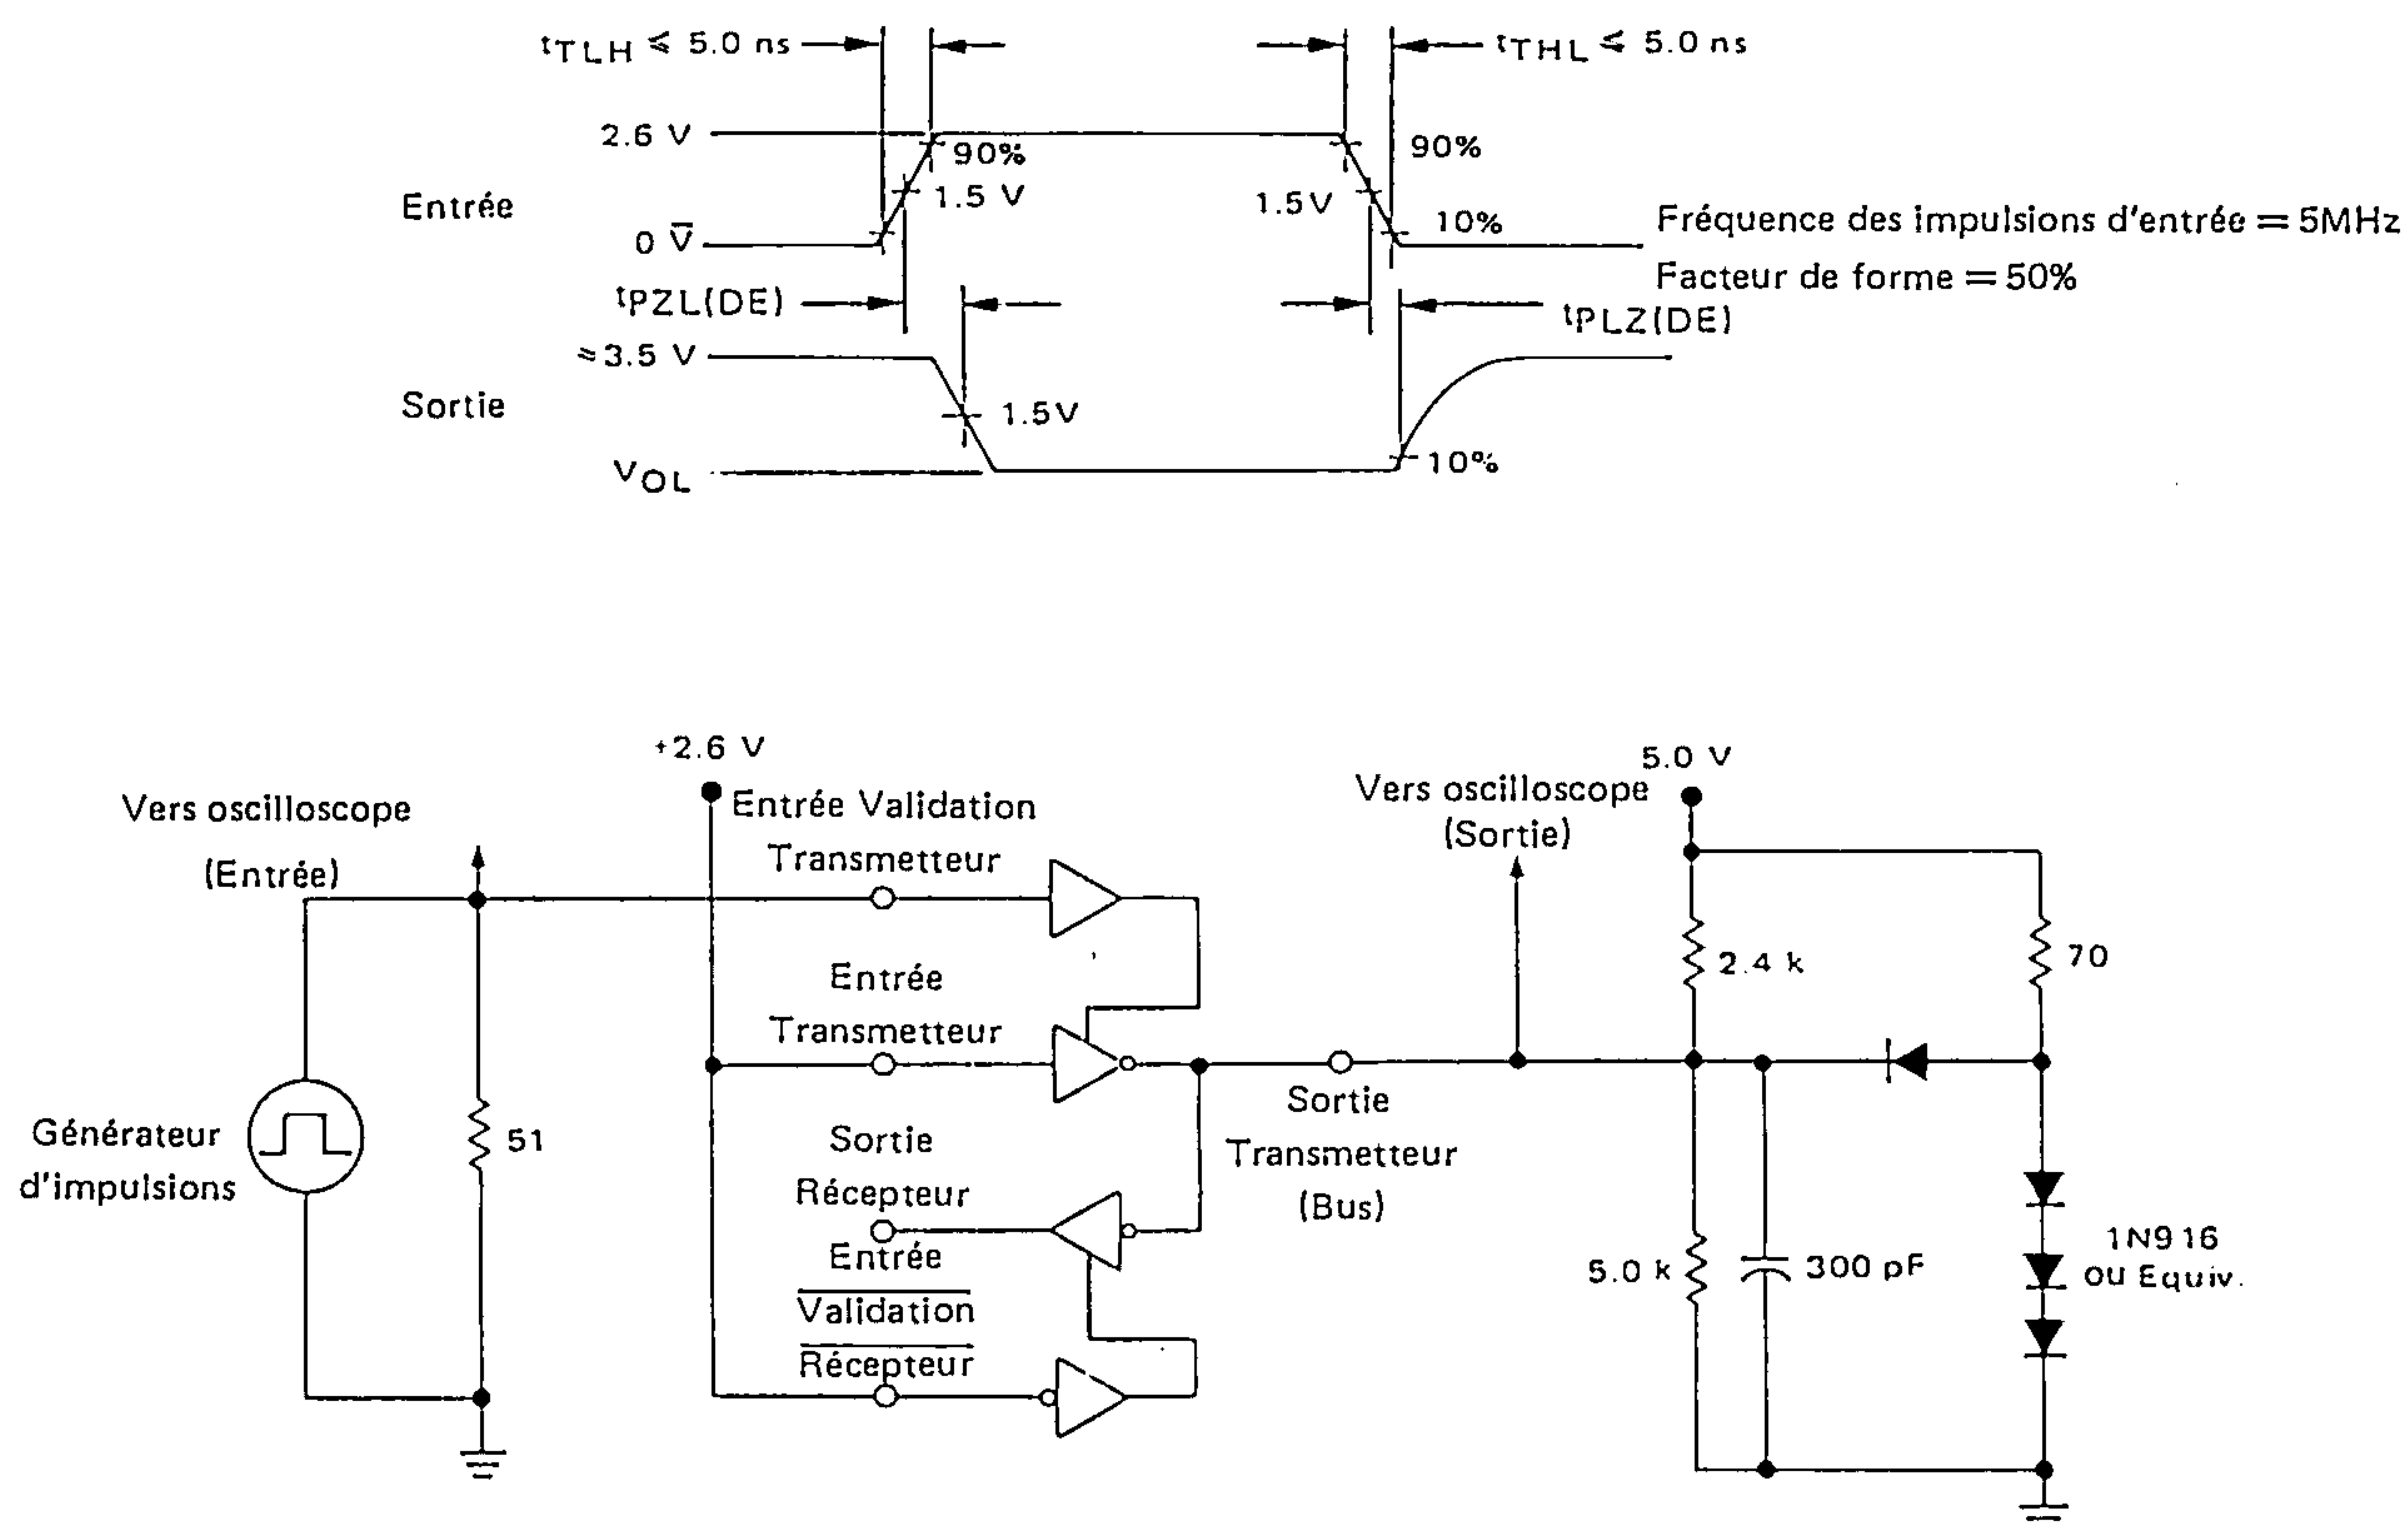 tTLH ≤ 5.0 ns
tTHL ≤ 5.0 ns
2.6 V
90%
90%
Entrée
1.5 V
1.5V
0 V
10%
Fréquence des impulsions d'entrée = 5MHz
Facteur de forme = 50%
tPZL(DE)
tPLZ(DE)
≈3.5 V
Sortie
1.5V
VOL
10%
+2.6 V
5.0 V
Vers oscilloscope
(Entrée)
Entrée Validation
Transmetteur
Vers oscilloscope
(Sortie)
2.4 k
70
Entrée
Transmetteur
Générateur
d'impulsions
51
Sortie
Récepteur
Sortie
Transmetteur
(Bus)
Entrée
Validation
Récepteur
5.0 k
300 pF
1N916
ou Equiv.